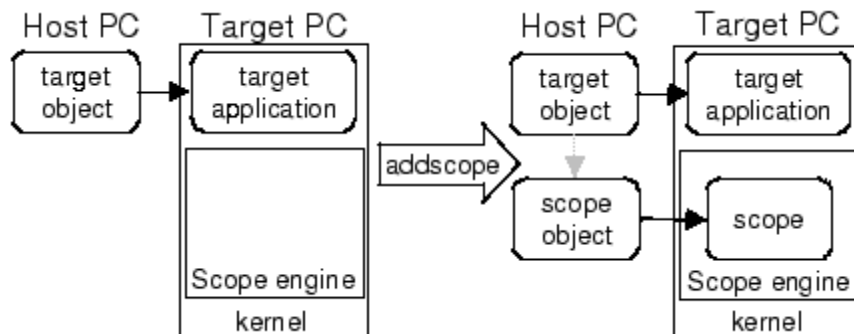 Host PC
Target PC
target
object
target
application
Scope engine
kernel
addscope
Host PC
Target PC
target
object
target
application
scope
object
scope
Scope engine
kernel